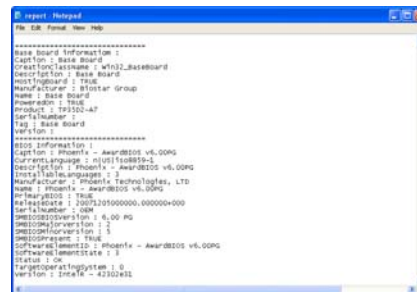 report - Notepad
File Edit Format View Help
==============================
Base Board information :
Caption : Base Board
CreationClassName : Win32_BaseBoard
Description : Base Board
HostingBoard : TRUE
Manufacturer : Biostar Group
Name : Base Board
PoweredOn : TRUE
Product : TP35D2-A7
SerialNumber :
Tag : Base Board
Version :
==============================
BIOS Information :
Caption : Phoenix - AwardBIOS v6.00PG
CurrentLanguage : n|US|iso8859-1
Description : Phoenix - AwardBIOS v6.00PG
InstallableLanguages : 3
Manufacturer : Phoenix Technologies, LTD
Name : Phoenix - AwardBIOS v6.00PG
PrimaryBIOS : TRUE
ReleaseDate : 20071205000000.000000+000
SerialNumber : OEM
SMBIOSBIOSVersion : 6.00 PG
SMBIOSMajorVersion : 2
SMBIOSMinorVersion : 5
SMBIOSPresent : TRUE
SoftwareElementID : Phoenix - AwardBIOS v6.00PG
SoftwareElementState : 3
Status : OK
TargetOperatingSystem : 0
Version : IntelR - 42302e31